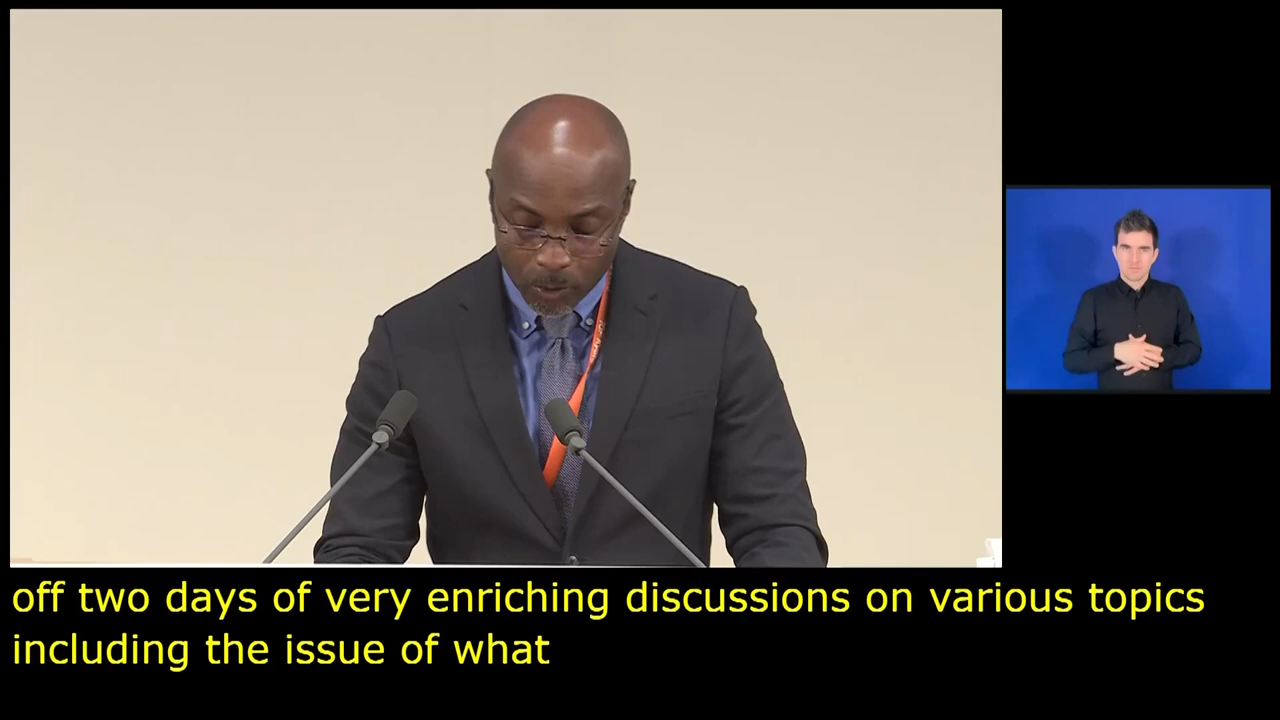 off two days of very enriching discussions on various topics
including the issue of what